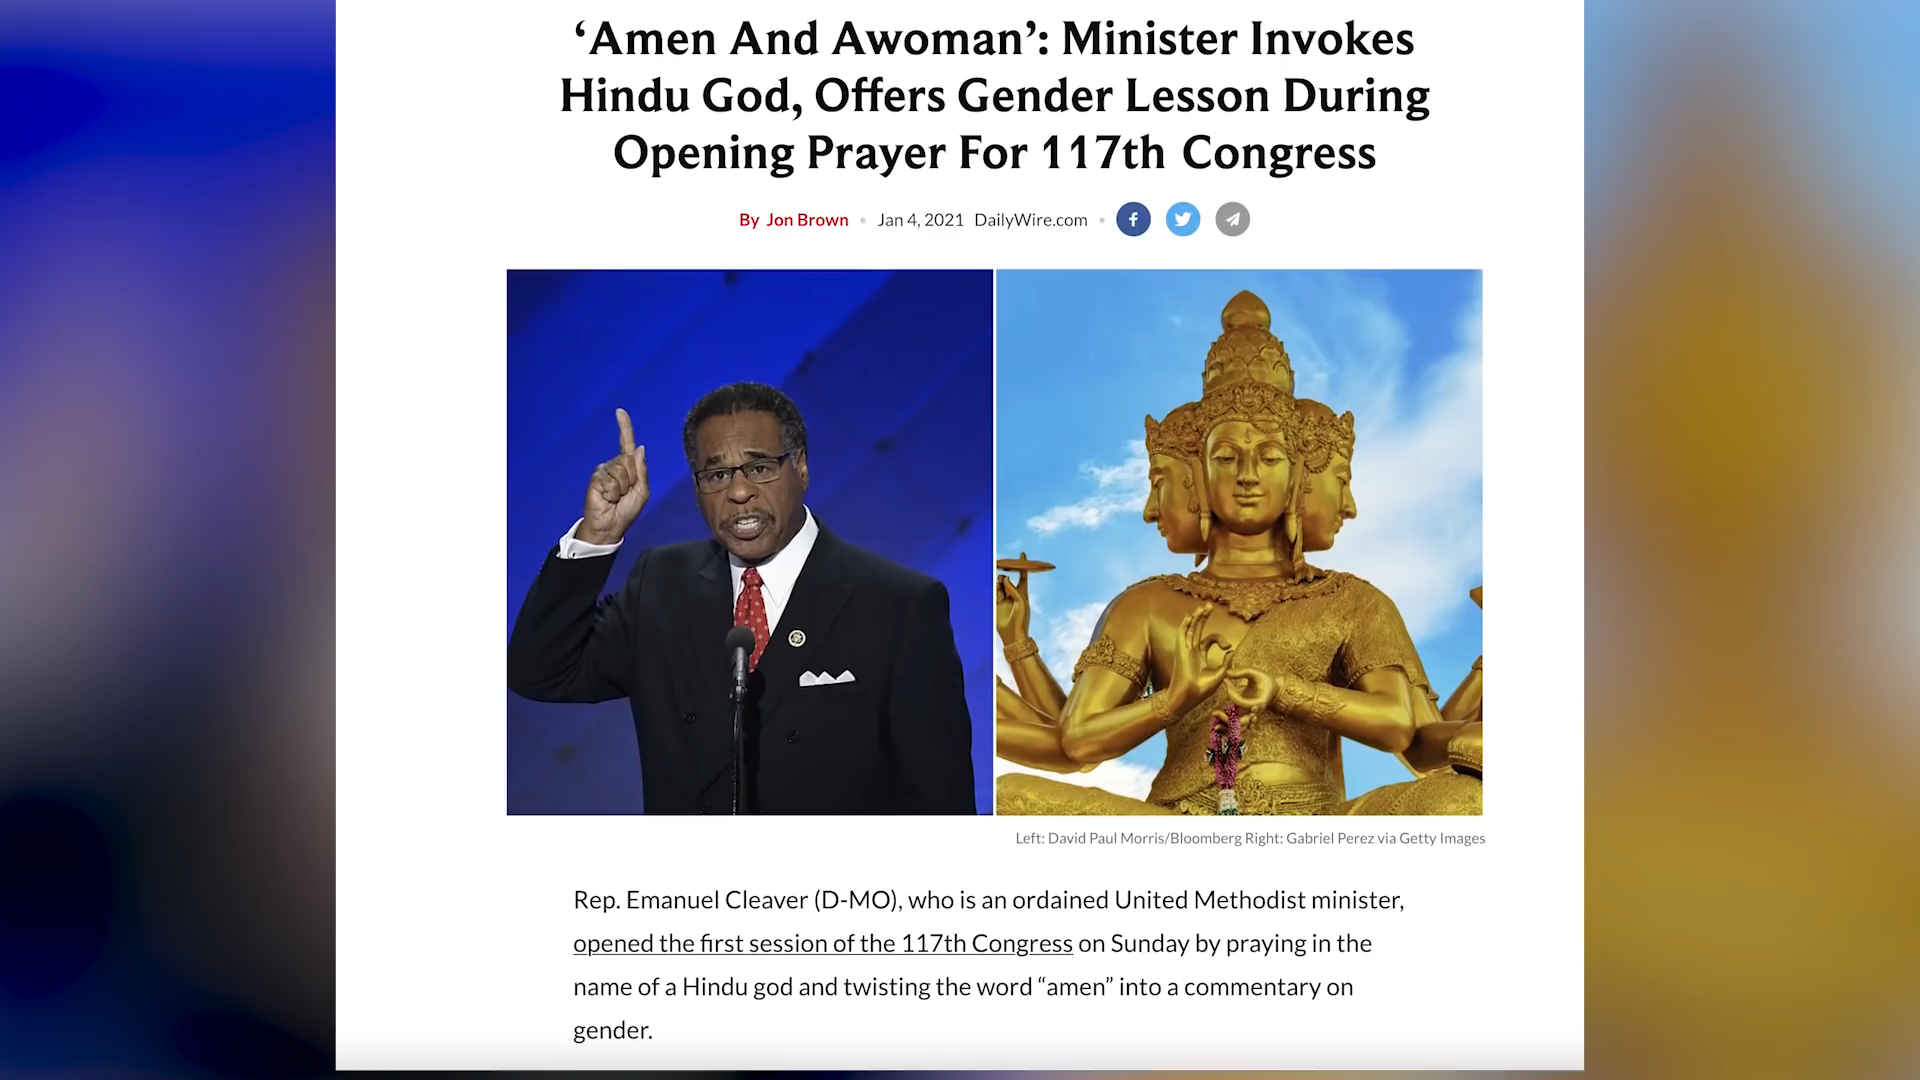 ‘Amen And Awoman’: Minister Invokes
Hindu God, Offers Gender Lesson During
Opening Prayer For 117th Congress
By Jon Brown • Jan 4, 2021 DailyWire.com •
Left: David Paul Morris/Bloomberg Right: Gabriel Perez via Getty Images
Rep. Emanuel Cleaver (D-MO), who is an ordained United Methodist minister,
opened the first session of the 117th Congress on Sunday by praying in the
name of a Hindu god and twisting the word “amen” into a commentary on
gender.